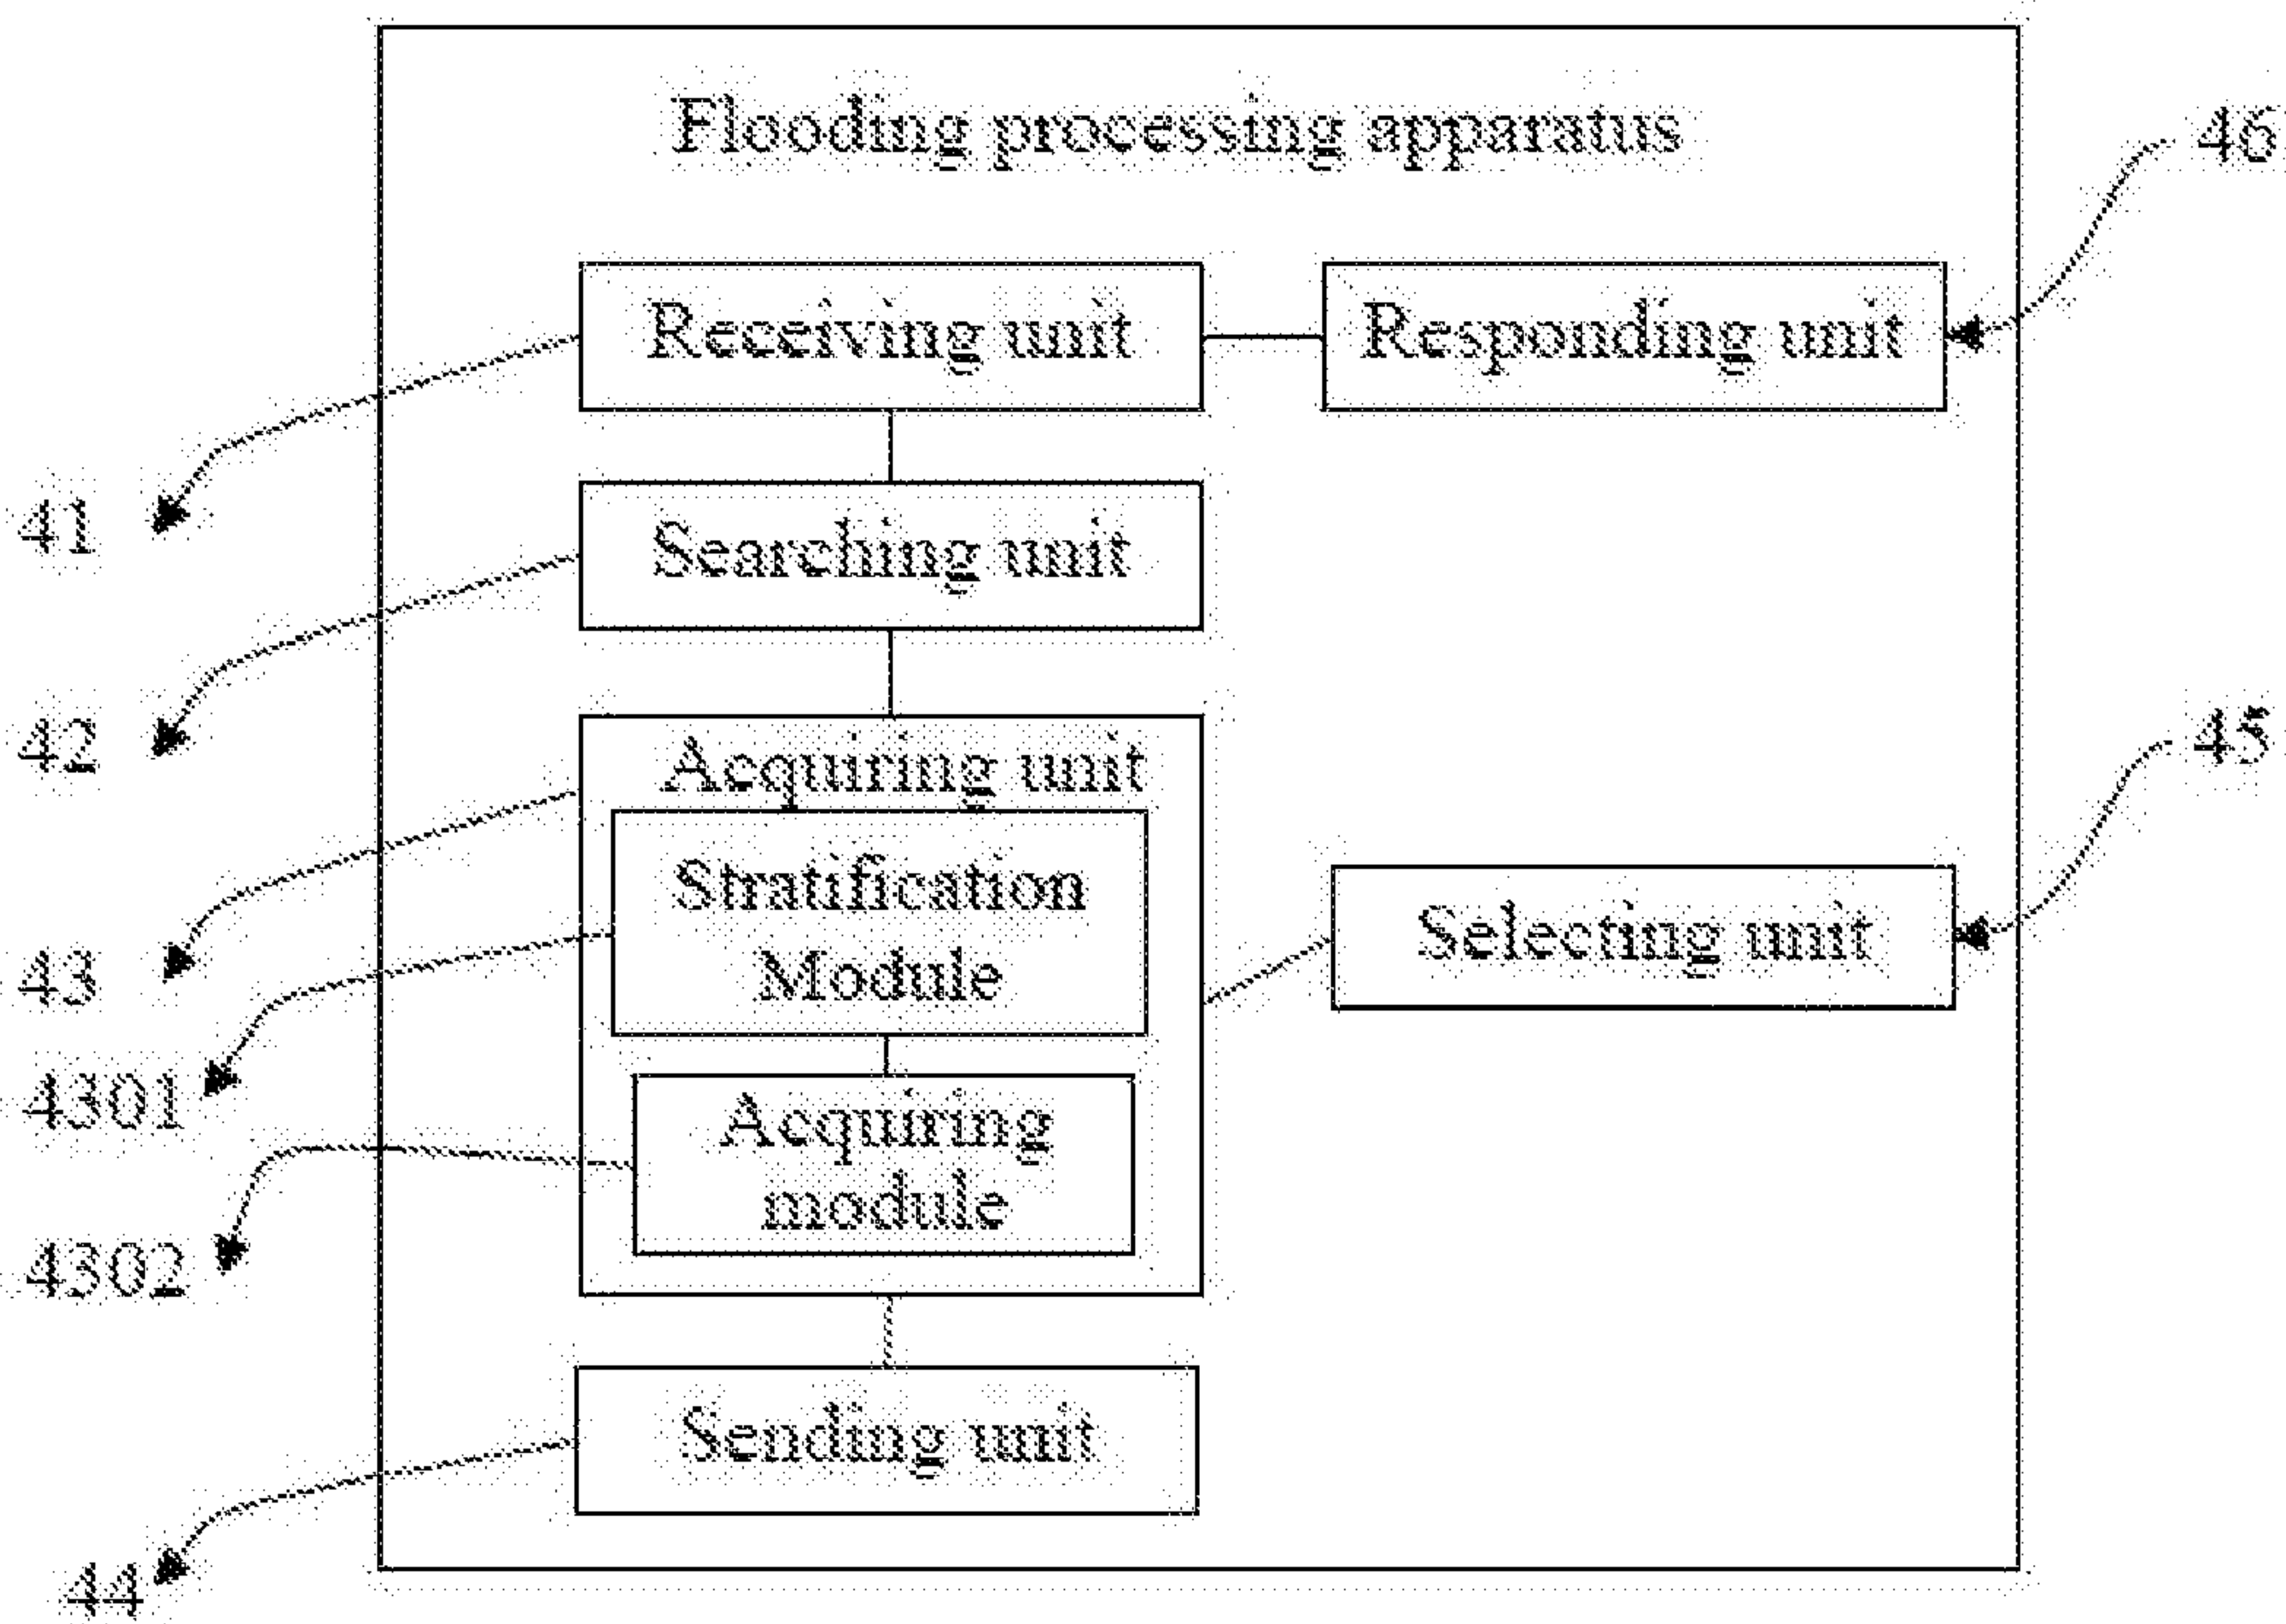 Flooding processing apparatus
46
Receiving unit
Responding unit
41
Searching unit
42
Acquiring unit
45
Stratification
Module
Selecting unit
43
4301
Acquiring
module
4302
Sending unit
44